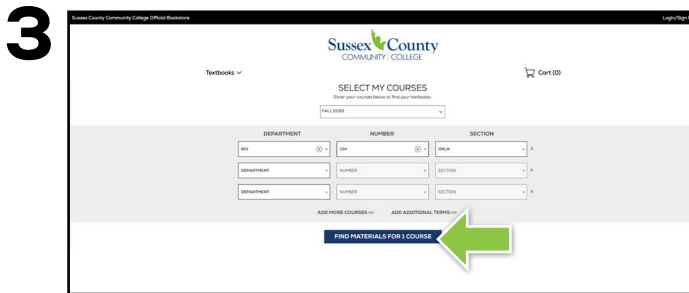 3
Sussex County Community College Official Bookstore
Login/Sign
Sussex County
COMMUNITY COLLEGE
Textbooks
Cart (0)
SELECT MY COURSES
Enter your courses below to find your textbooks.
FALL 2025
DEPARTMENT NUMBER SECTION
BIO x 104 x ONLN x
DEPARTMENT NUMBER SECTION x
DEPARTMENT NUMBER SECTION x
ADD MORE COURSES >>> ADD ADDITIONAL TERMS >>>
FIND MATERIALS FOR 1 COURSE